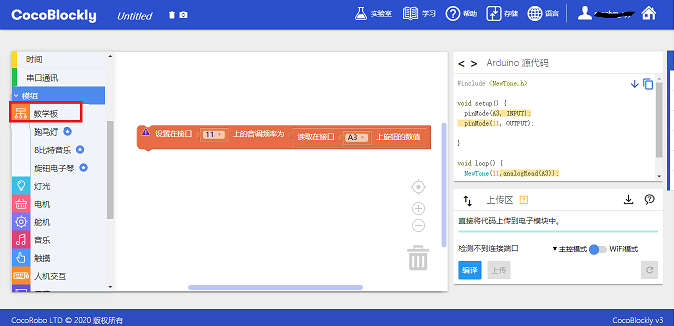 CocoBlockly
Untitled
实验室 学习 帮助 存储 语言
时间
串口通讯
模组
教学板
跑马灯
8比特音乐
旋钮电子琴
灯光
电机
舵机
音乐
触摸
人机交互
设置在接口 11 上的音调频率为 读取在接口 A3 上旋钮的数值
< > Arduino 源代码
#include <NewTone.h>
void setup() {
pinMode(A3, INPUT);
pinMode(11, OUTPUT);
}
void loop() {
NewTone(11,analogRead(A3));
上传区
直接将代码上传到电子模块中。
检测不到连接端口 ▼主控模式 WiFi模式
编译 上传
CocoRobo LTD © 2020 版权所有
CocoBlockly v3